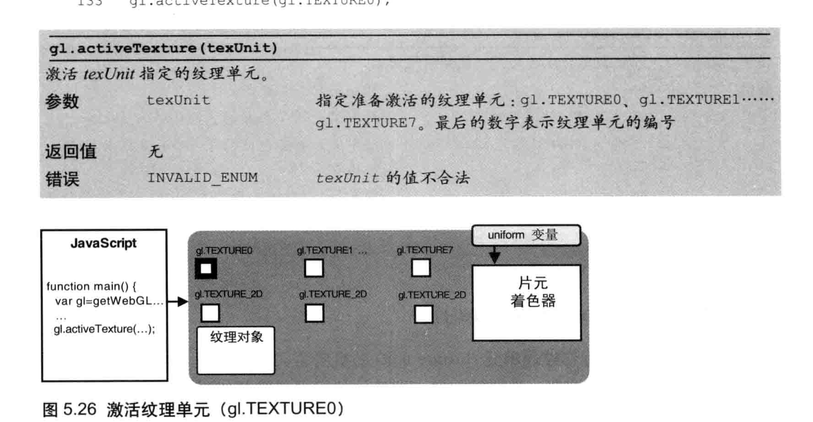 133 gl.activeTexture(gl.TEXTURE0);
gl.activeTexture(texUnit)
激活 texUnit 指定的纹理单元。
参数 texUnit 指定准备激活的纹理单元：gl.TEXTURE0、gl.TEXTURE1……
gl.TEXTURE7。最后的数字表示纹理单元的编号
返回值 无
错误 INVALID_ENUM texUnit 的值不合法
JavaScript
function main() {
var gl=getWebGL…
…
gl.activeTexture(…);
gl.TEXTURE0 gl.TEXTURE1 … gl.TEXTURE7
gl.TEXTURE_2D gl.TEXTURE_2D gl.TEXTURE_2D
纹理对象
uniform 变量
片元
着色器
图 5.26 激活纹理单元（gl.TEXTURE0）